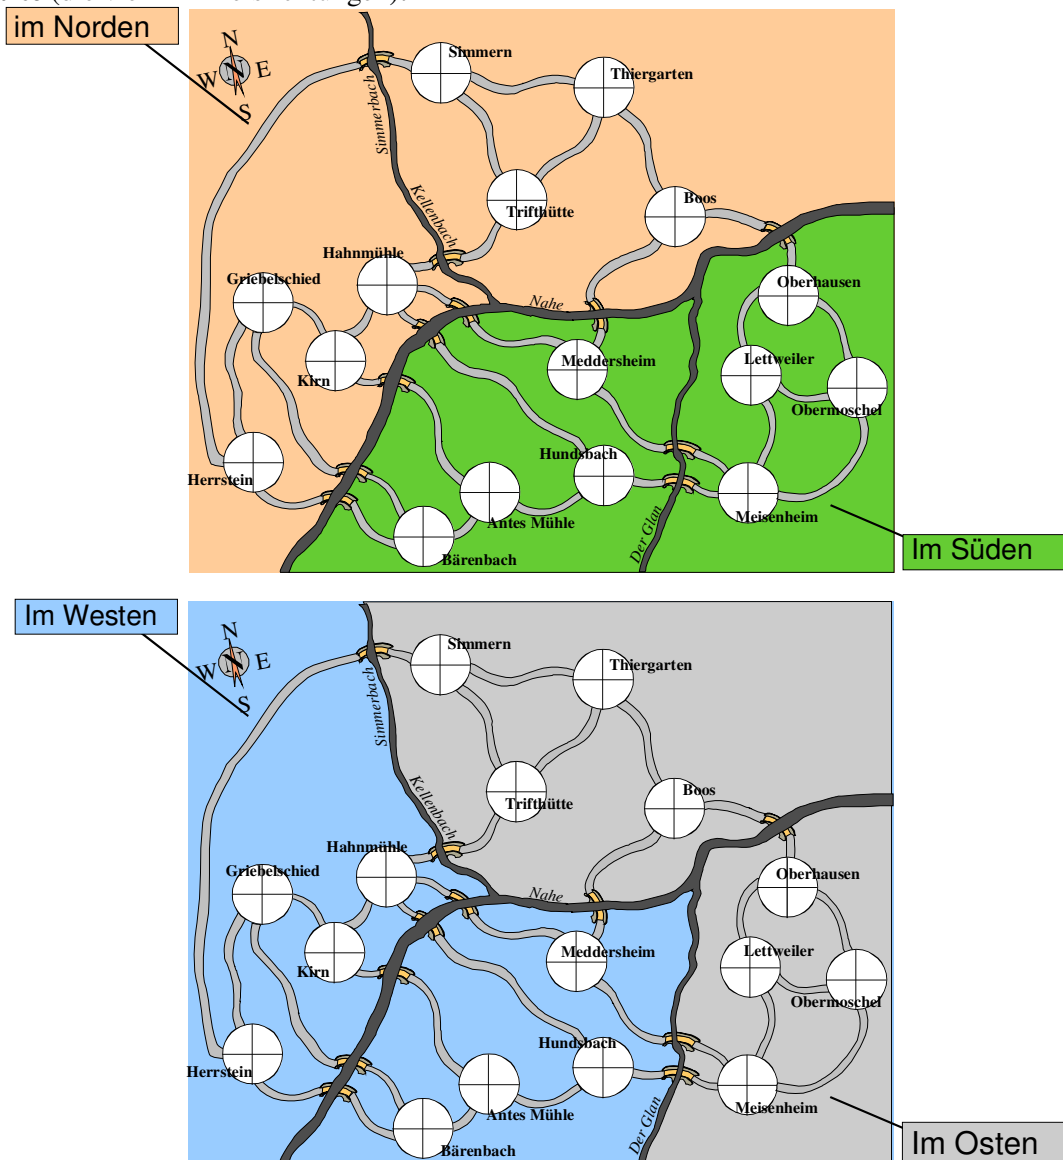 im Norden
N
W N E
S
Simmern
Thiergarten
Simmerbach
Kellenbach
Trifthütte
Boos
Hahnmühle
Griebelschied
Oberhausen
Nahe
Meddersheim
Lettweiler
Kirn
Obermoschel
Hundsbach
Herrstein
Antes Mühle
Meisenheim
Der Glan
Bärenbach
Im Süden
Im Westen
N
W N E
S
Simmern
Thiergarten
Simmerbach
Kellenbach
Trifthütte
Boos
Hahnmühle
Griebelschied
Oberhausen
Nahe
Meddersheim
Lettweiler
Kirn
Obermoschel
Hundsbach
Herrstein
Antes Mühle
Meisenheim
Der Glan
Bärenbach
Im Osten